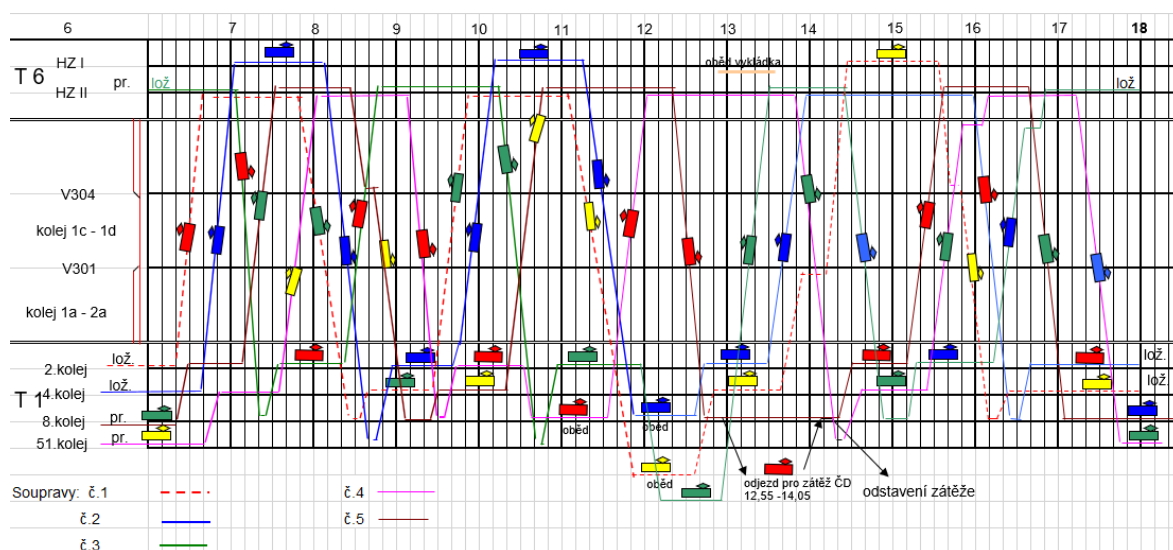 6 7 8 9 10 11 12 13 14 15 16 17 18
T 6
HZ I
pr.
lož
HZ II
oběd vykládka
lož
V304
kolej 1c - 1d
V301
kolej 1a - 2a
T 1
2.kolej
lož.
lož.
4.kolej
lož.
lož.
8.kolej
pr.
51.kolej
pr.
oběd
oběd
oběd
odjezd pro zátěž ČD
12,55 -14,05
odstavení zátěže
Soupravy: č.1
č.2
č.3
č.4
č.5